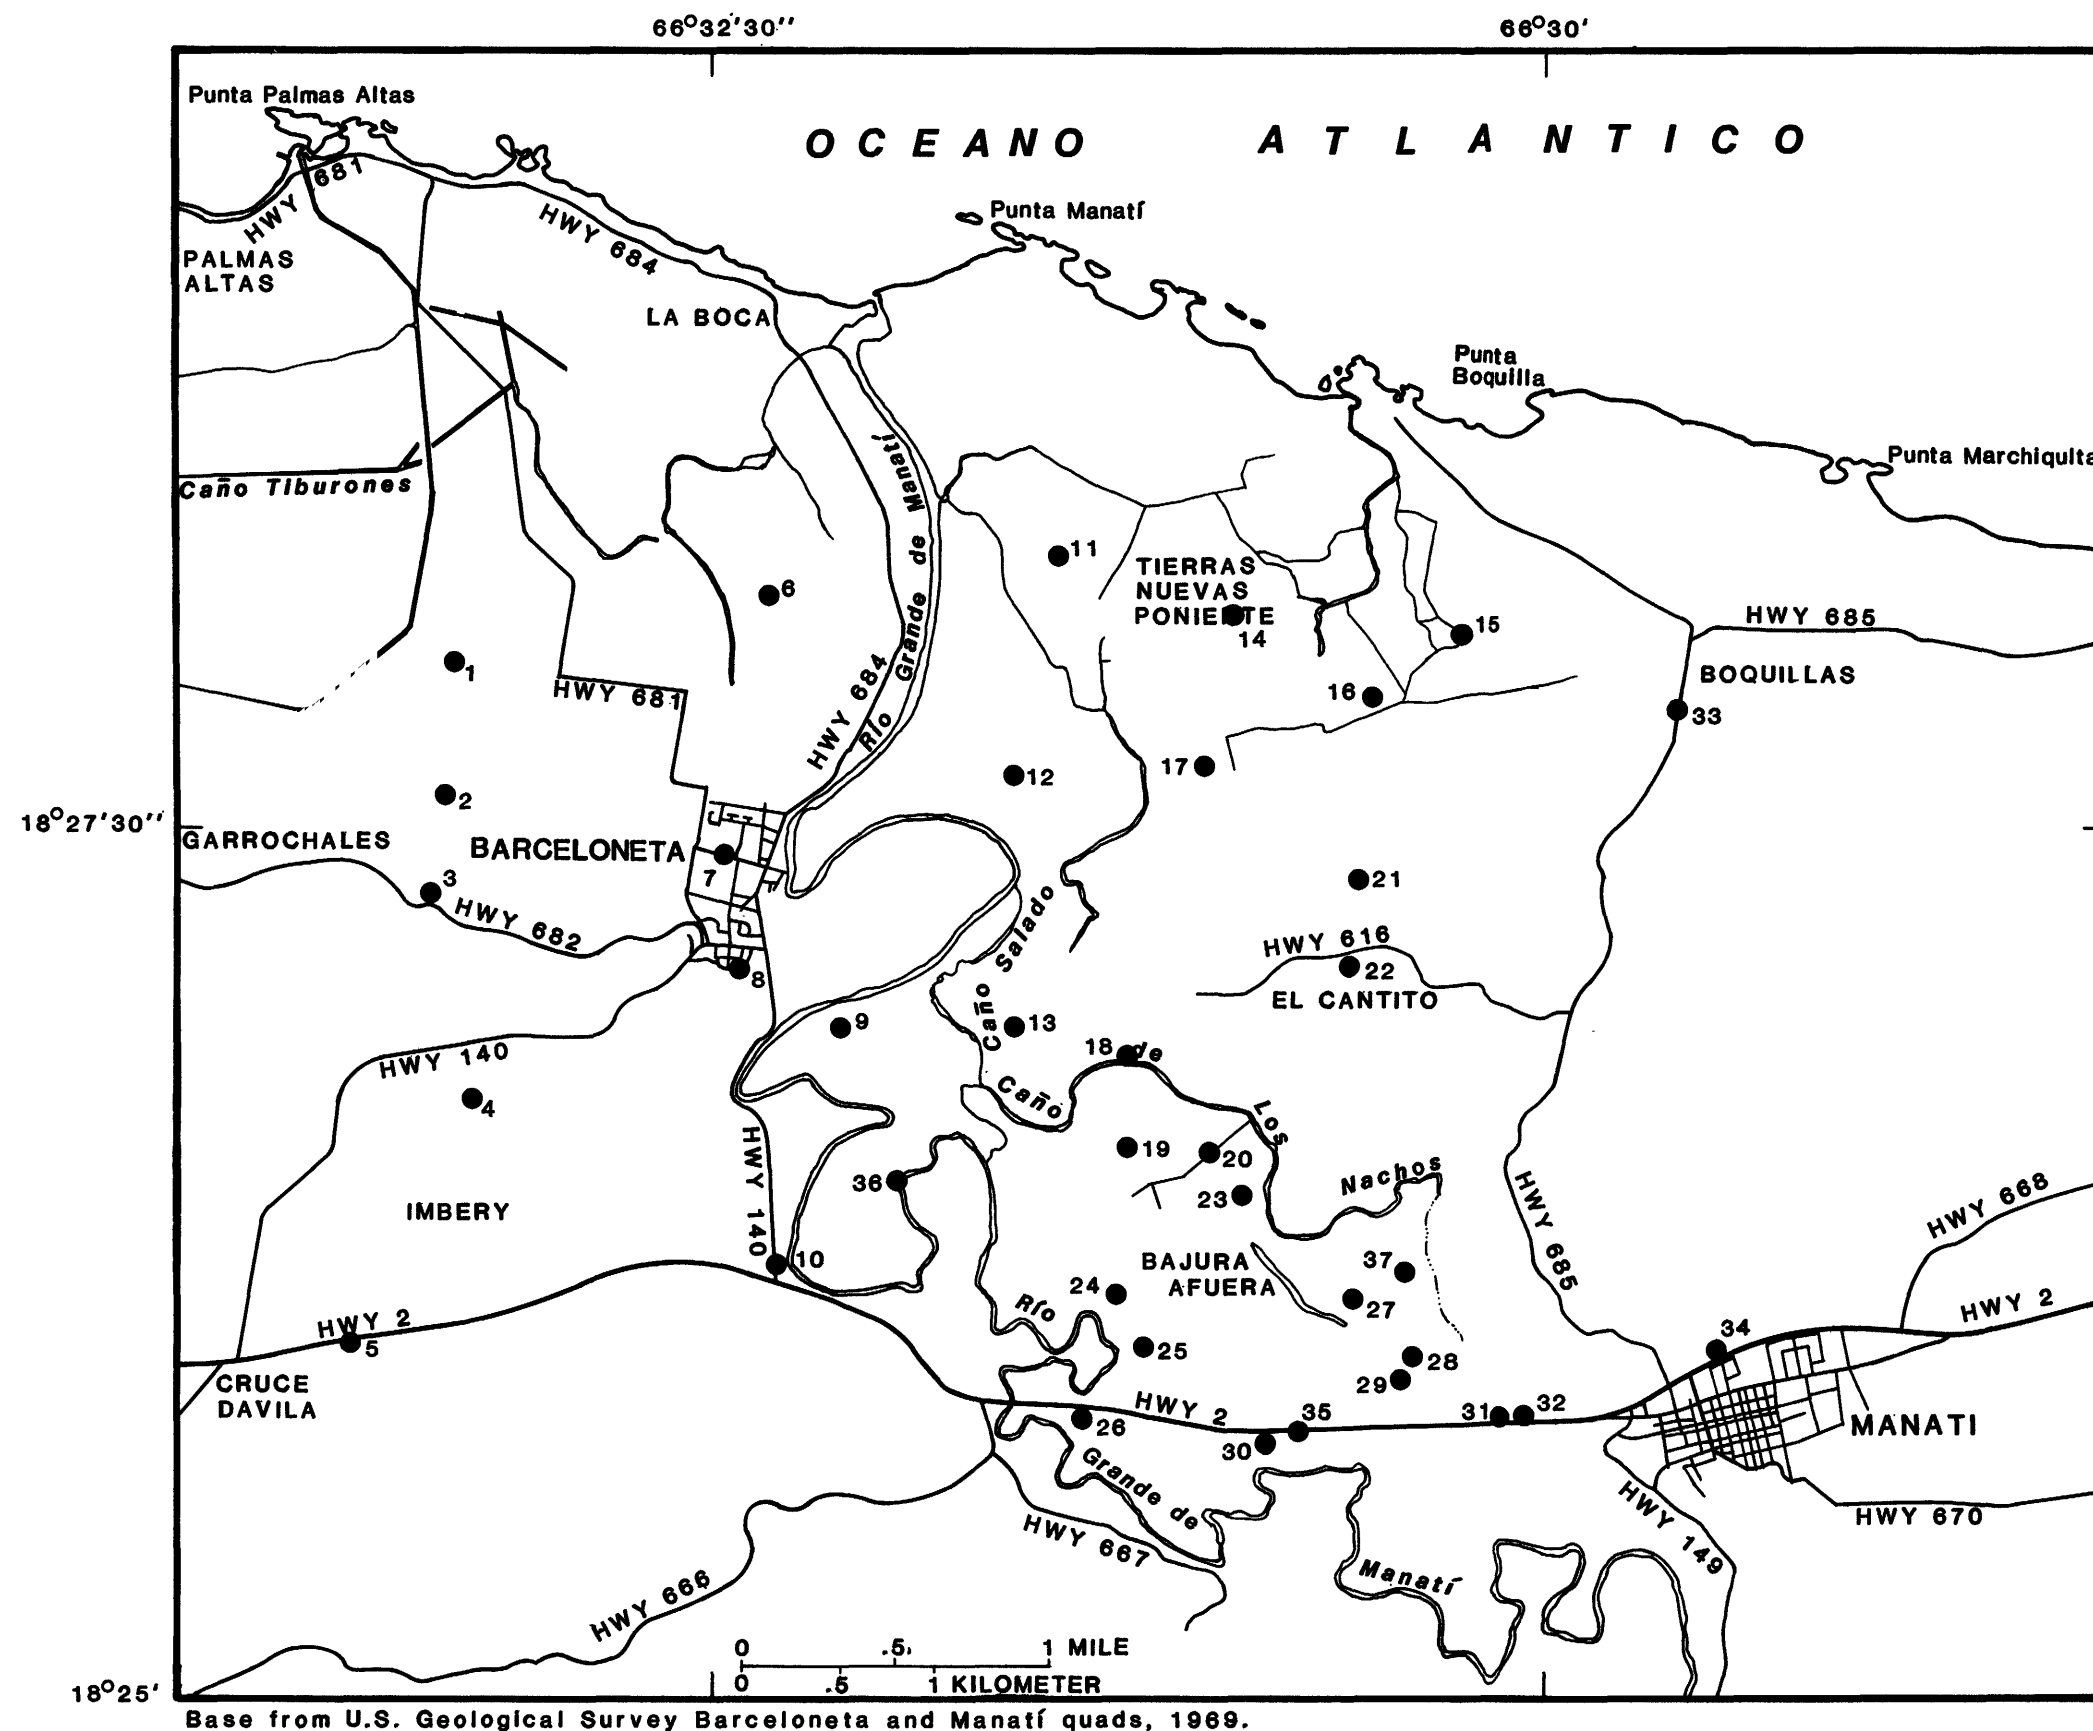 66°32'30''
66°30'
Punta Palmas Altas
OCEANO ATLANTICO
HWY 681
Punta Manatí
HWY 684
PALMAS
ALTAS
LA BOCA
Punta
Boquilla
Punta Marchiquita
Caño Tiburones
Río Grande de Manatí
11
TIERRAS
NUEVAS
PONIENTE
6
14
15
HWY 685
1
BOQUILLAS
HWY 681
HWY 684
16
33
17
12
2
18°27'30''
GARROCHALES
BARCELONETA
7
3
21
HWY 682
Caño Salado
HWY 616
22
8
EL CANTITO
9
13
18
HWY 140
Caño de Los Nachos
4
19
20
36
23
HWY 140
HWY 685
HWY 668
IMBERY
10
BAJURA
AFUERA
37
24
27
HWY 2
HWY 2
5
34
25
28
29
CRUCE
DAVILA
HWY 2
35
31
32
26
30
MANATI
Río Grande de Manatí
HWY 149
HWY 670
HWY 667
HWY 666
0 .5 1 MILE
0 .5 1 KILOMETER
18°25'
Base from U.S. Geological Survey Barceloneta and Manatí quads, 1969.